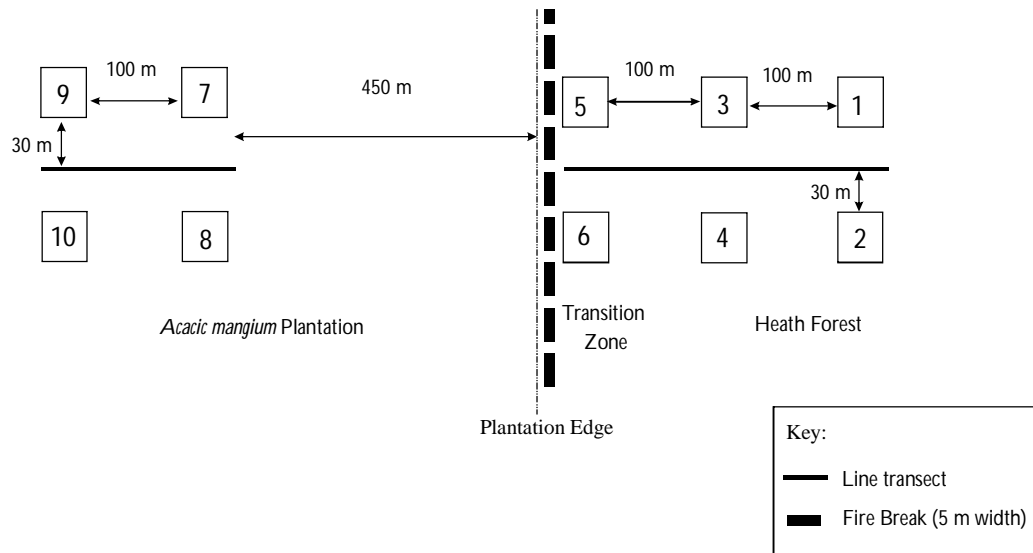 100 m
450 m
100 m
100 m
9
7
5
3
1
30 m
30 m
10
8
6
4
2
Acacic mangium Plantation
Transition
Zone
Heath Forest
Plantation Edge
Key:
Line transect
Fire Break (5 m width)